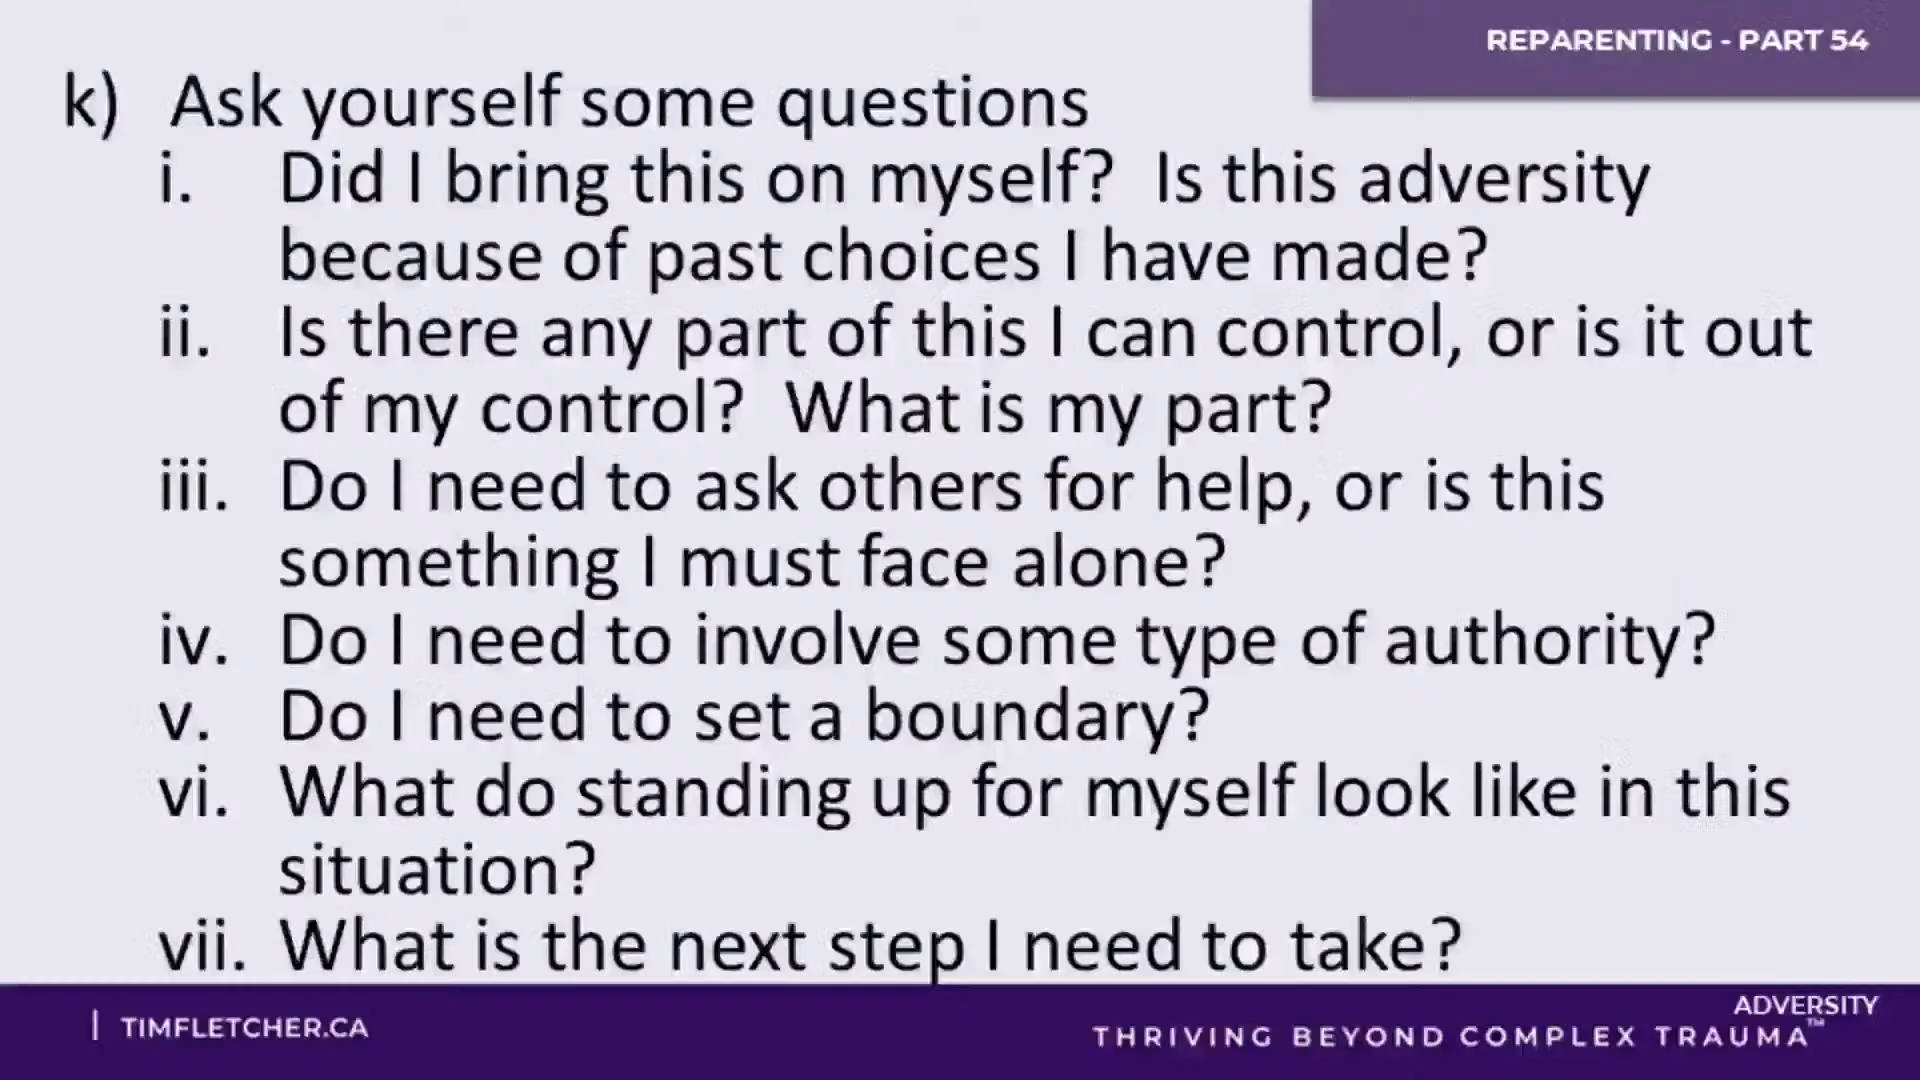 REPARENTING - PART 54
k) Ask yourself some questions
i. Did I bring this on myself? Is this adversity
because of past choices I have made?
ii. Is there any part of this I can control, or is it out
of my control? What is my part?
iii. Do I need to ask others for help, or is this
something I must face alone?
iv. Do I need to involve some type of authority?
v. Do I need to set a boundary?
vi. What do standing up for myself look like in this
situation?
vii. What is the next step I need to take?
| TIMFLETCHER.CA
ADVERSITY
THRIVING BEYOND COMPLEX TRAUMA™